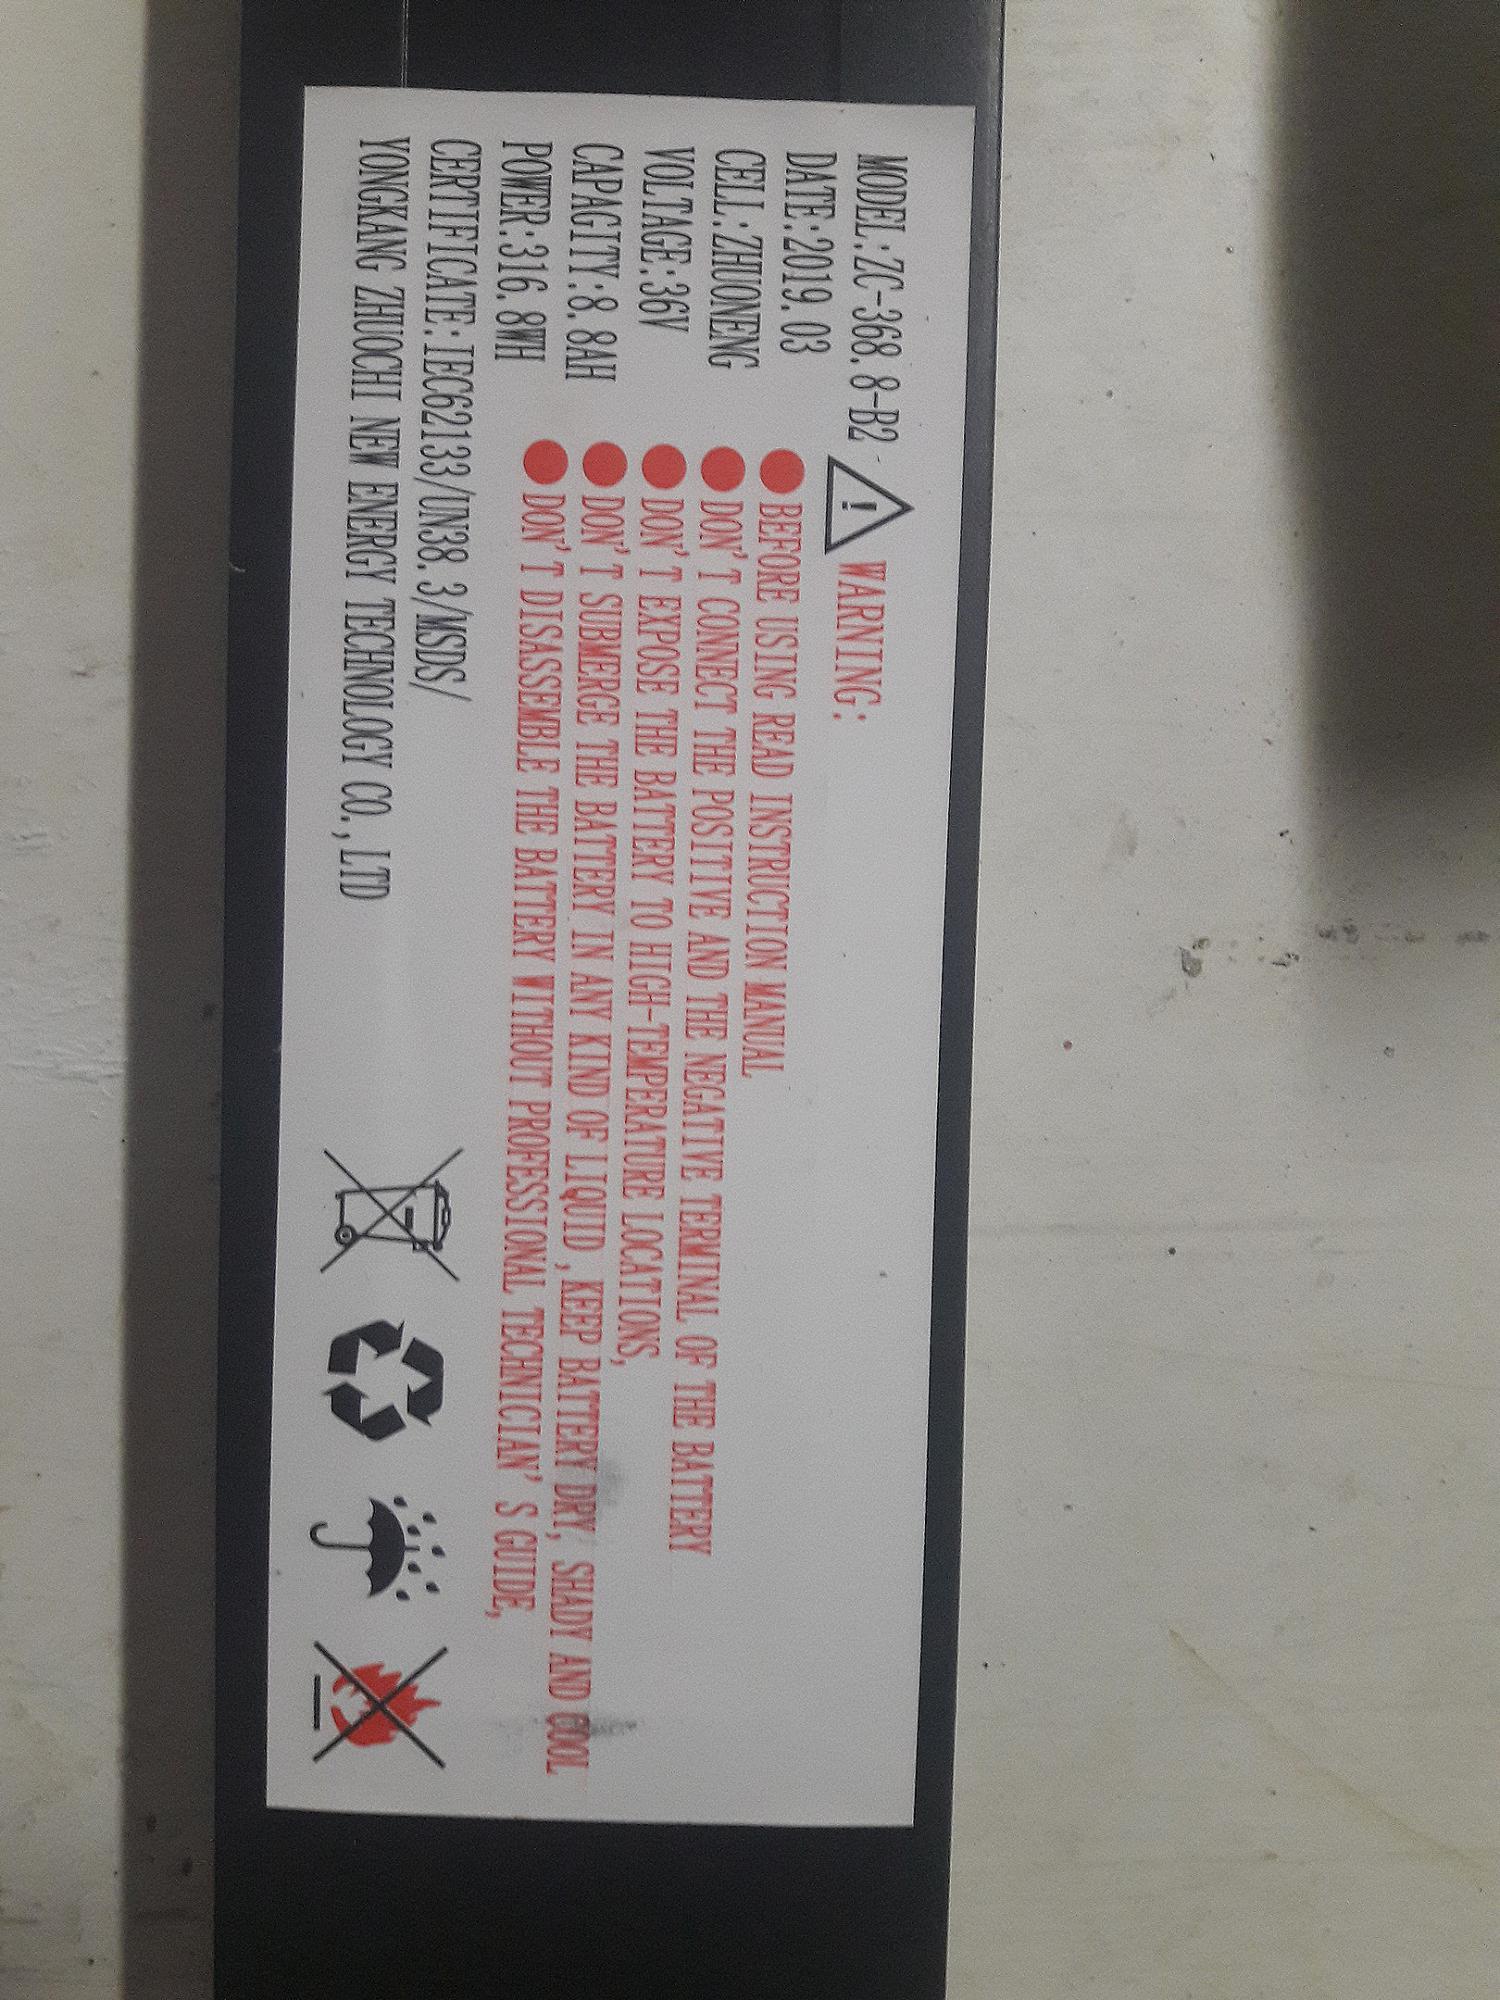 MODEL:ZC-368.8-B2
DATE:2019.03
CELL:ZHUONENG
VOLTAGE:36V
CAPAGITY:8.8AH
POWER:316.8WH
CERTIFICATE:IEC62133/UN38.3/MSDS/
YONGKANG ZHUOCHI NEW ENERGY TECHNOLOGY CO.,LTD
! WARNING:
● BEFORE USING READ INSTRUCTION MANUAL
● DON'T CONNECT THE POSITIVE AND THE NEGATIVE TERMINAL OF THE BATTERY
● DON'T EXPOSE THE BATTERY TO HIGH-TEMPERATURE LOCATIONS,
● DON'T SUBMERGE THE BATTERY IN ANY KIND OF LIQUID ,KEEP BATTERY DRY, SHADY AND COOL
● DON'T DISASSEMBLE THE BATTERY WITHOUT PROFESSIONAL TECHNICIAN'S GUIDE,